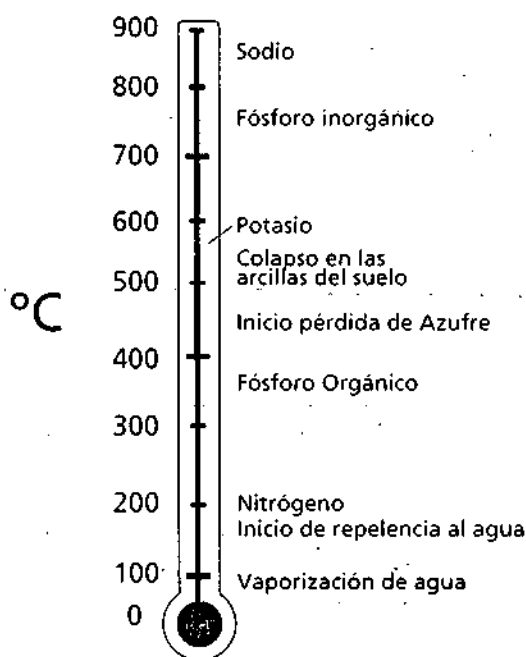 900
Sodio
800
Fósforo inorgánico
700
600
Potasio
Colapso en las
arcillas del suelo
500
°C
Inicio pérdida de Azufre
400
Fósforo Orgánico
300
200
Nitrógeno
Inicio de repelencia al agua
100
Vaporización de agua
0